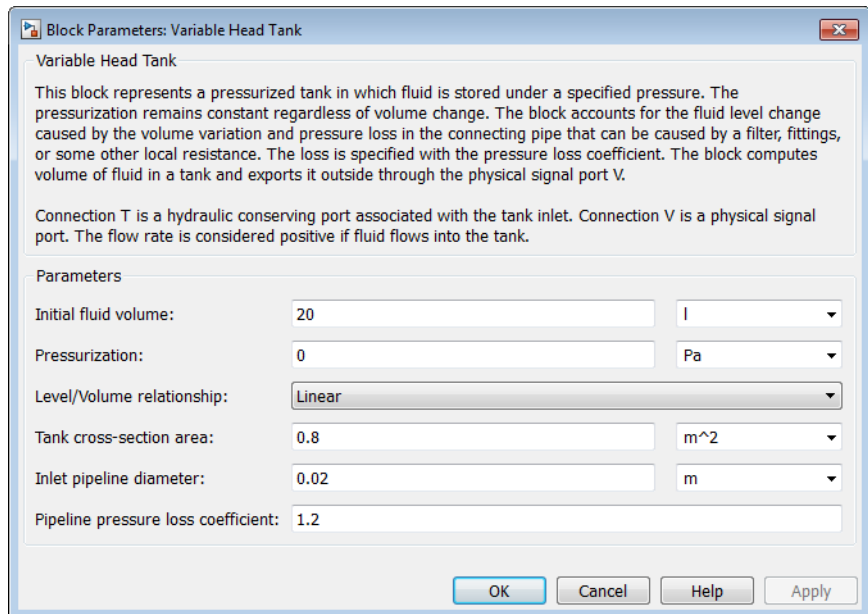 Block Parameters: Variable Head Tank
Variable Head Tank
This block represents a pressurized tank in which fluid is stored under a specified pressure. The
pressurization remains constant regardless of volume change. The block accounts for the fluid level change
caused by the volume variation and pressure loss in the connecting pipe that can be caused by a filter, fittings,
or some other local resistance. The loss is specified with the pressure loss coefficient. The block computes
volume of fluid in a tank and exports it outside through the physical signal port V.
Connection T is a hydraulic conserving port associated with the tank inlet. Connection V is a physical signal
port. The flow rate is considered positive if fluid flows into the tank.
Parameters
Initial fluid volume: 20 l
Pressurization: 0 Pa
Level/Volume relationship: Linear
Tank cross-section area: 0.8 m^2
Inlet pipeline diameter: 0.02 m
Pipeline pressure loss coefficient: 1.2
OK Cancel Help Apply